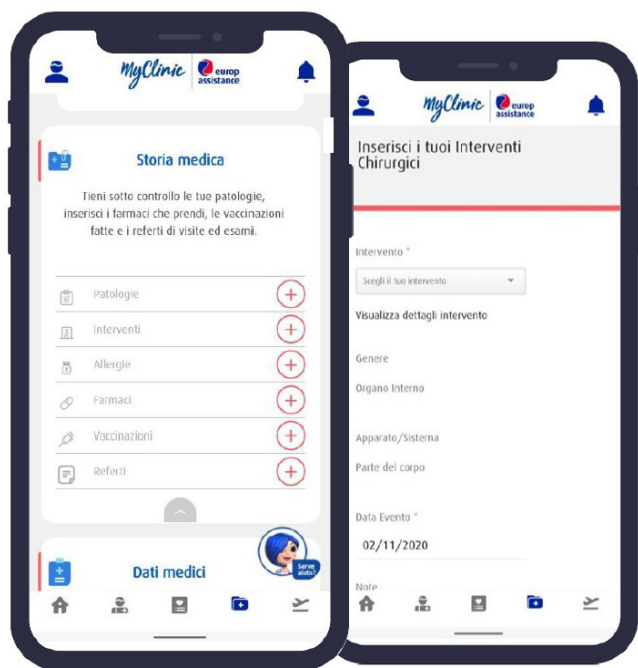 MyClinic
europ
assistance
Storia medica
Tieni sotto controllo le tue patologie,
inserisci i farmaci che prendi, le vaccinazioni
fatte e i referti di visite ed esami.
Patologie
Interventi
Allergie
Farmaci
Vaccinazioni
Referti
Dati medici
Serve
aiuto?
MyClinic
europ
assistance
Inserisci i tuoi Interventi
Chirurgici
Intervento *
Scegli il tuo intervento
Visualizza dettagli intervento
Genere
Organo Interno
Apparato/Sistema
Parte del corpo
Data Evento *
02/11/2020
Note